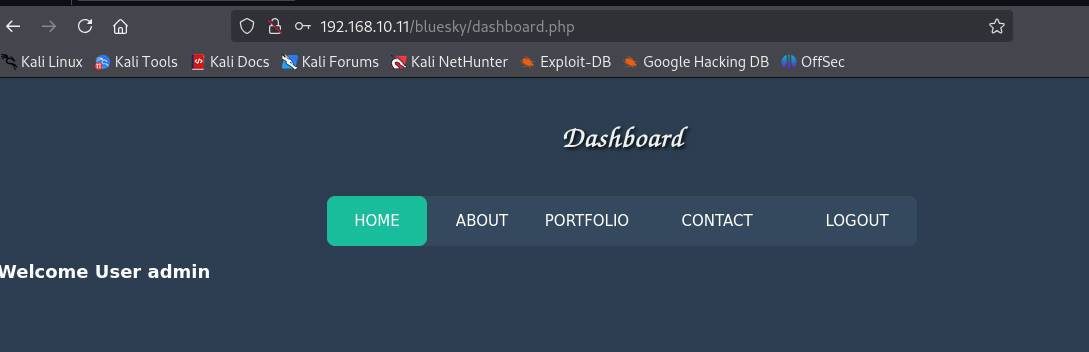 192.168.10.11/bluesky/dashboard.php
Kali Linux Kali Tools Kali Docs Kali Forums Kali NetHunter Exploit-DB Google Hacking DB OffSec
Dashboard
HOME ABOUT PORTFOLIO CONTACT LOGOUT
Welcome User admin